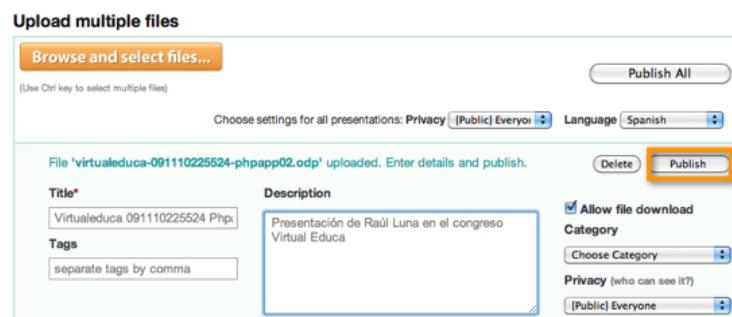 Upload multiple files
Browse and select files...
Publish All
(Use Ctrl key to select multiple files)
Choose settings for all presentations: Privacy [Public] Everyo Language Spanish
File 'virtualeduca-091110225524-phpapp02.odp' uploaded. Enter details and publish. Delete Publish
Title* Description
Allow file download
Virtualeduca 091110225524 Php
Presentación de Raúl Luna en el congreso
Virtual Educa
Category
Tags
Choose Category
separate tags by comma
Privacy (who can see it?)
[Public] Everyone